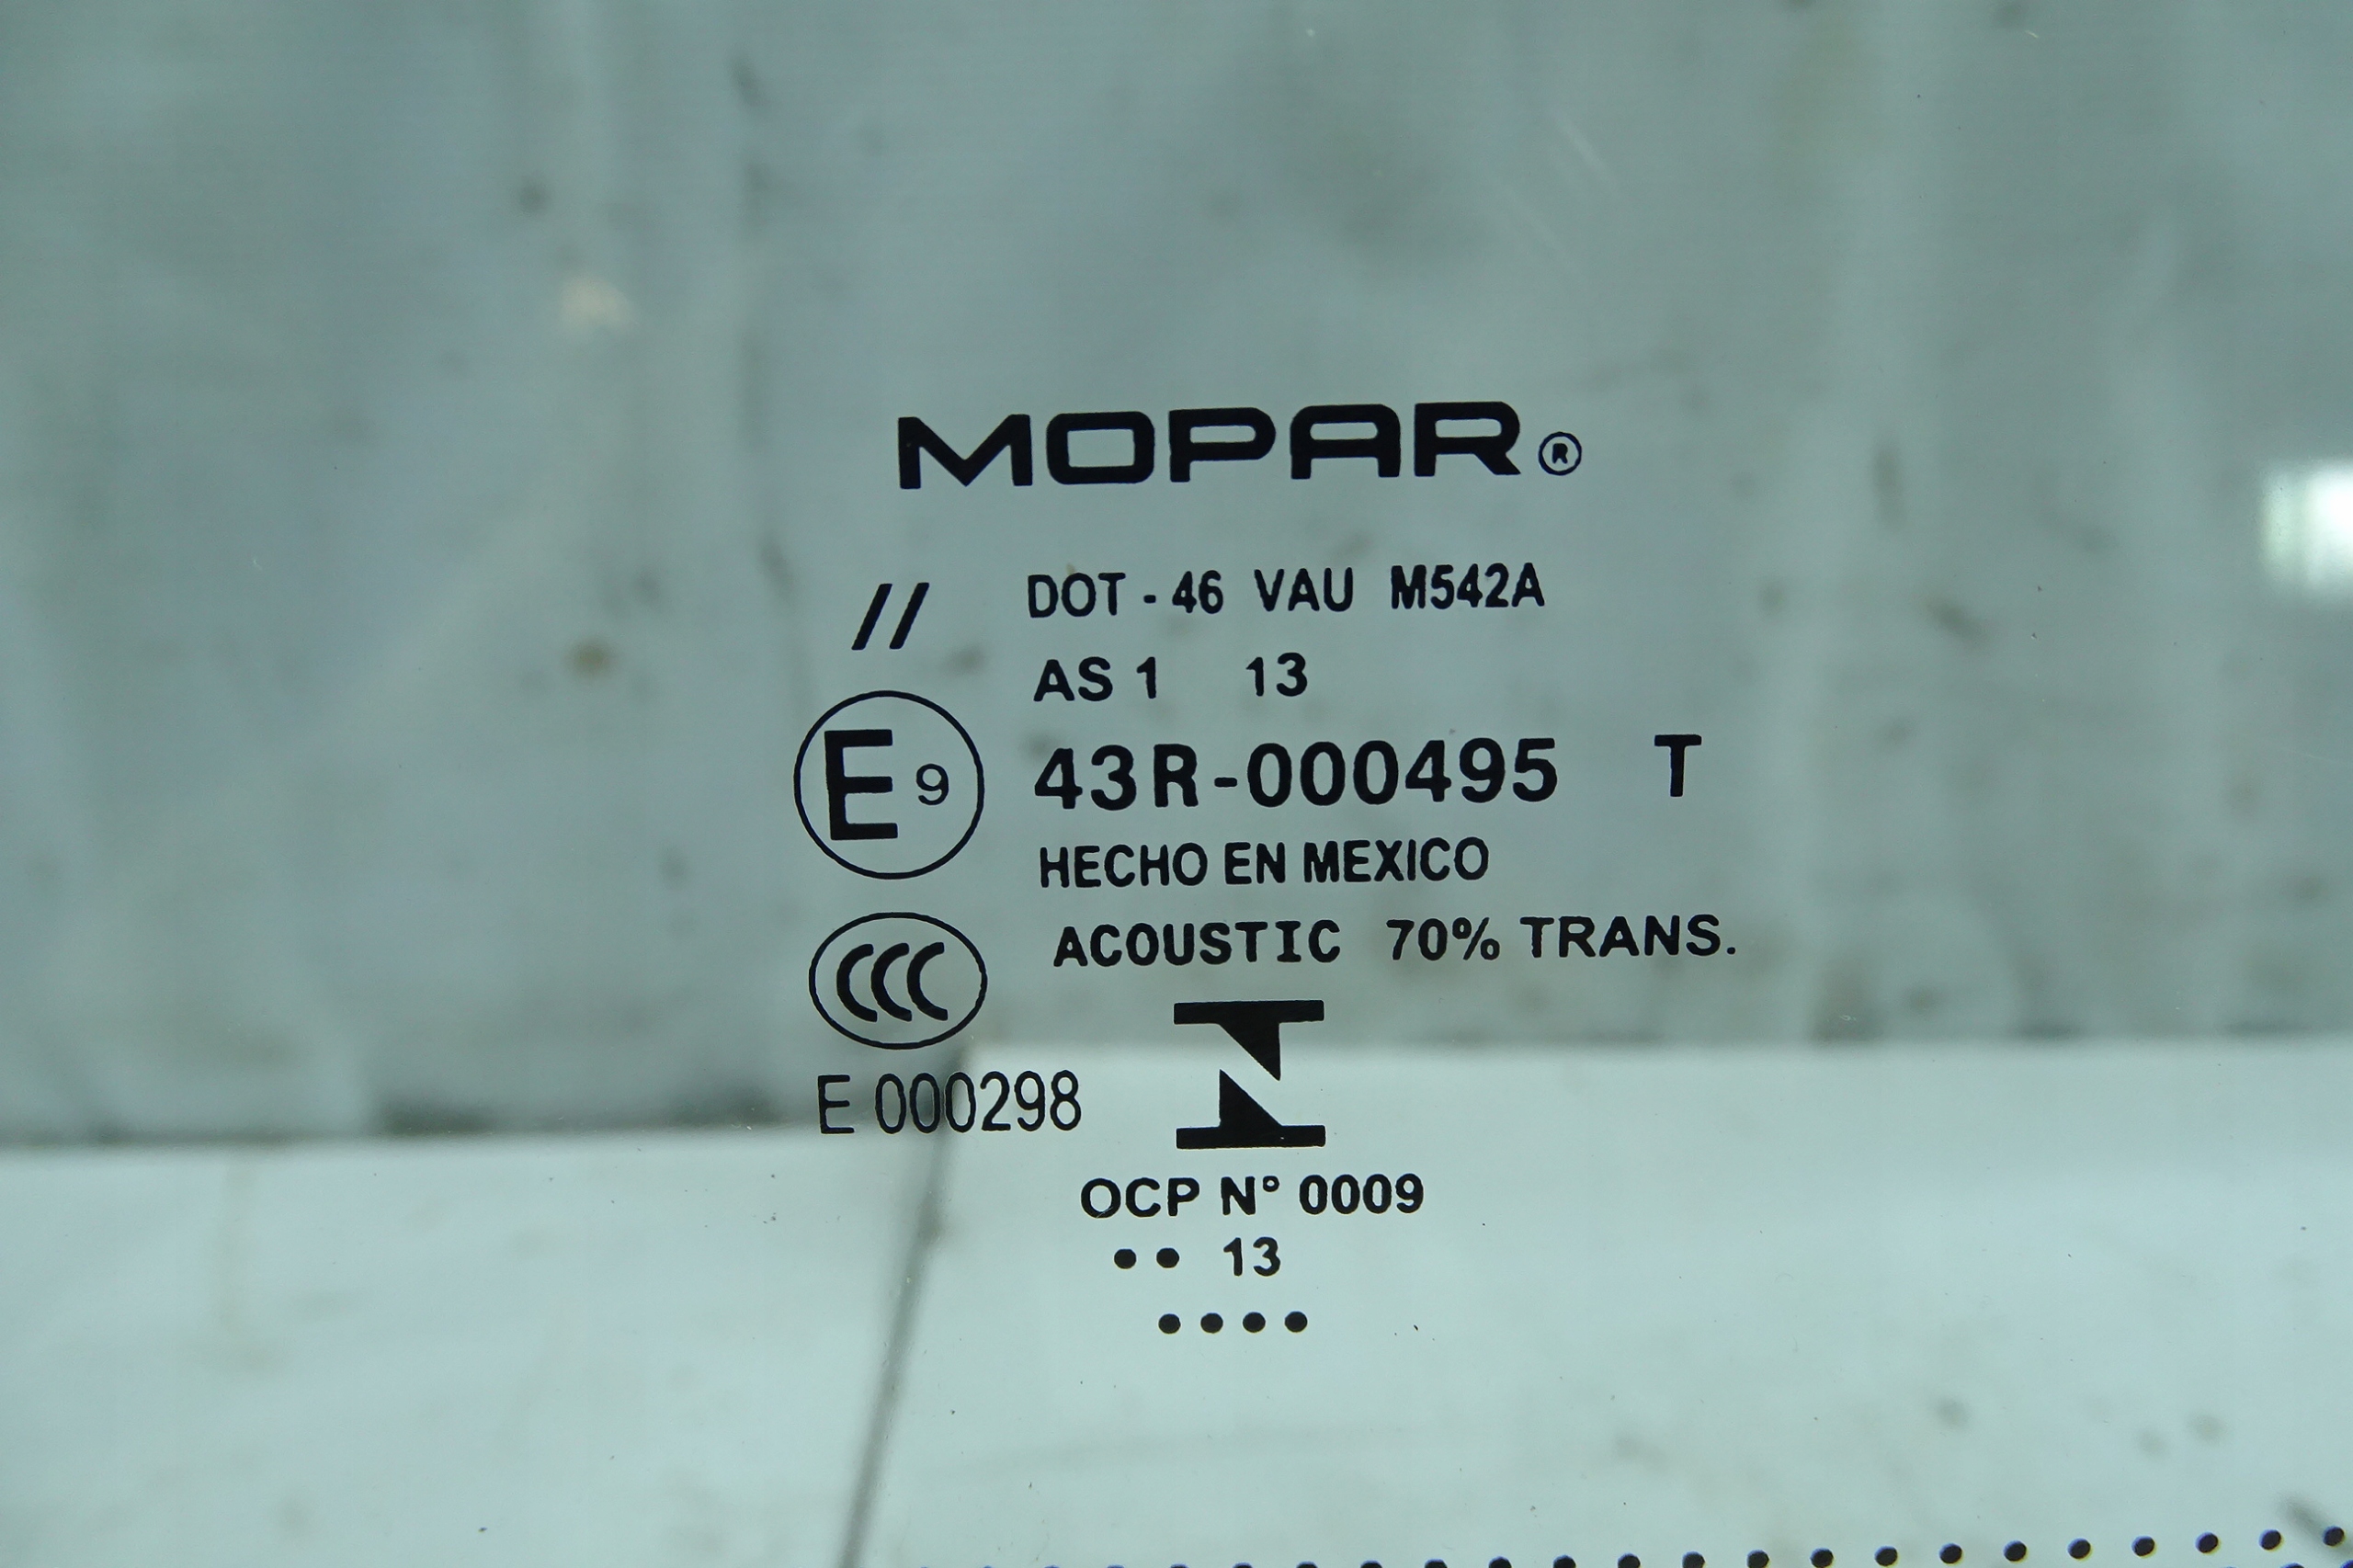 MOPAR®
// DOT - 46 VAU M542A
AS 1 13
E9 43R-000495 T
HECHO EN MEXICO
CCC ACOUSTIC 70% TRANS.
E 000298
OCP N° 0009
•• 13
••••